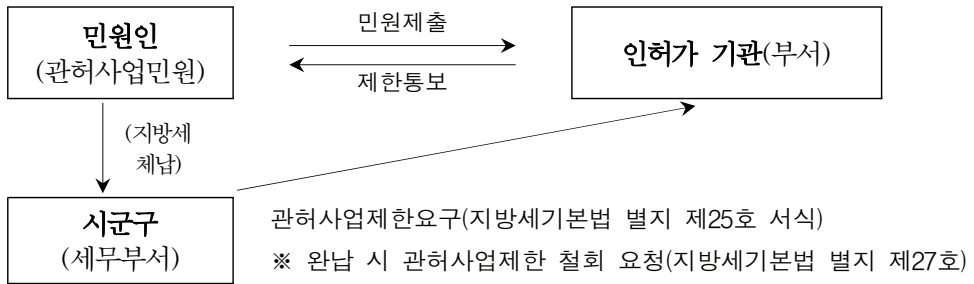 민원인
(관허사업민원)
민원제출
제한통보
인허가 기관(부서)
(지방세
체납)
시군구
(세무부서)
관허사업제한요구(지방세기본법 별지 제25호 서식)
※ 완납 시 관허사업제한 철회 요청(지방세기본법 별지 제27호)